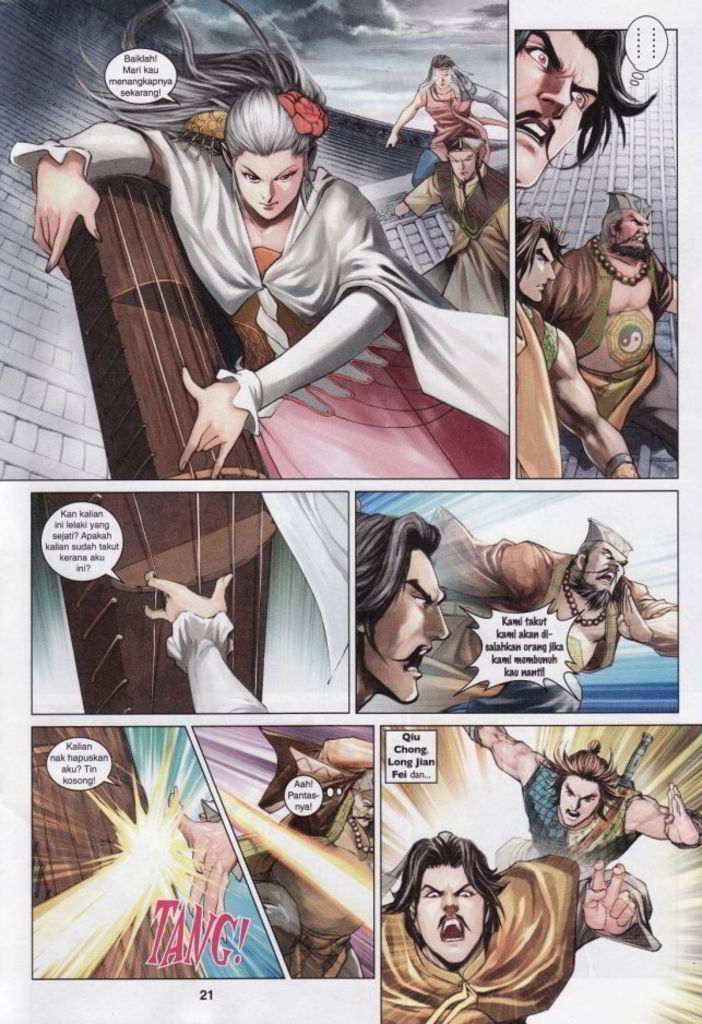 Baiklah!
Mari kau
menangkapnya
sekarang!
Kan kalian
ini lelaki yang
sejati? Apakah
kalian sudah takut
kerana aku
ini?
Kami takut
kami akan di-
salahkan orang jika
kami membunuh
kau nanti!
Kalian
nak hapuskan
aku? Tin
kosong!
TANG!
Aah!
Pantas-
nya!
Qiu
Chong,
Long Jian
Fei dan...
21